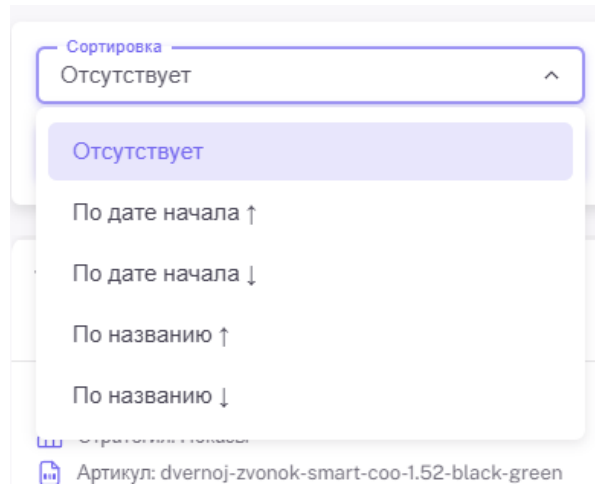 Сортировка
Отсутствует
Отсутствует
По дате начала ↑
По дате начала ↓
По названию ↑
По названию ↓
Артикул: dvernoj-zvonok-smart-coo-1.52-black-green